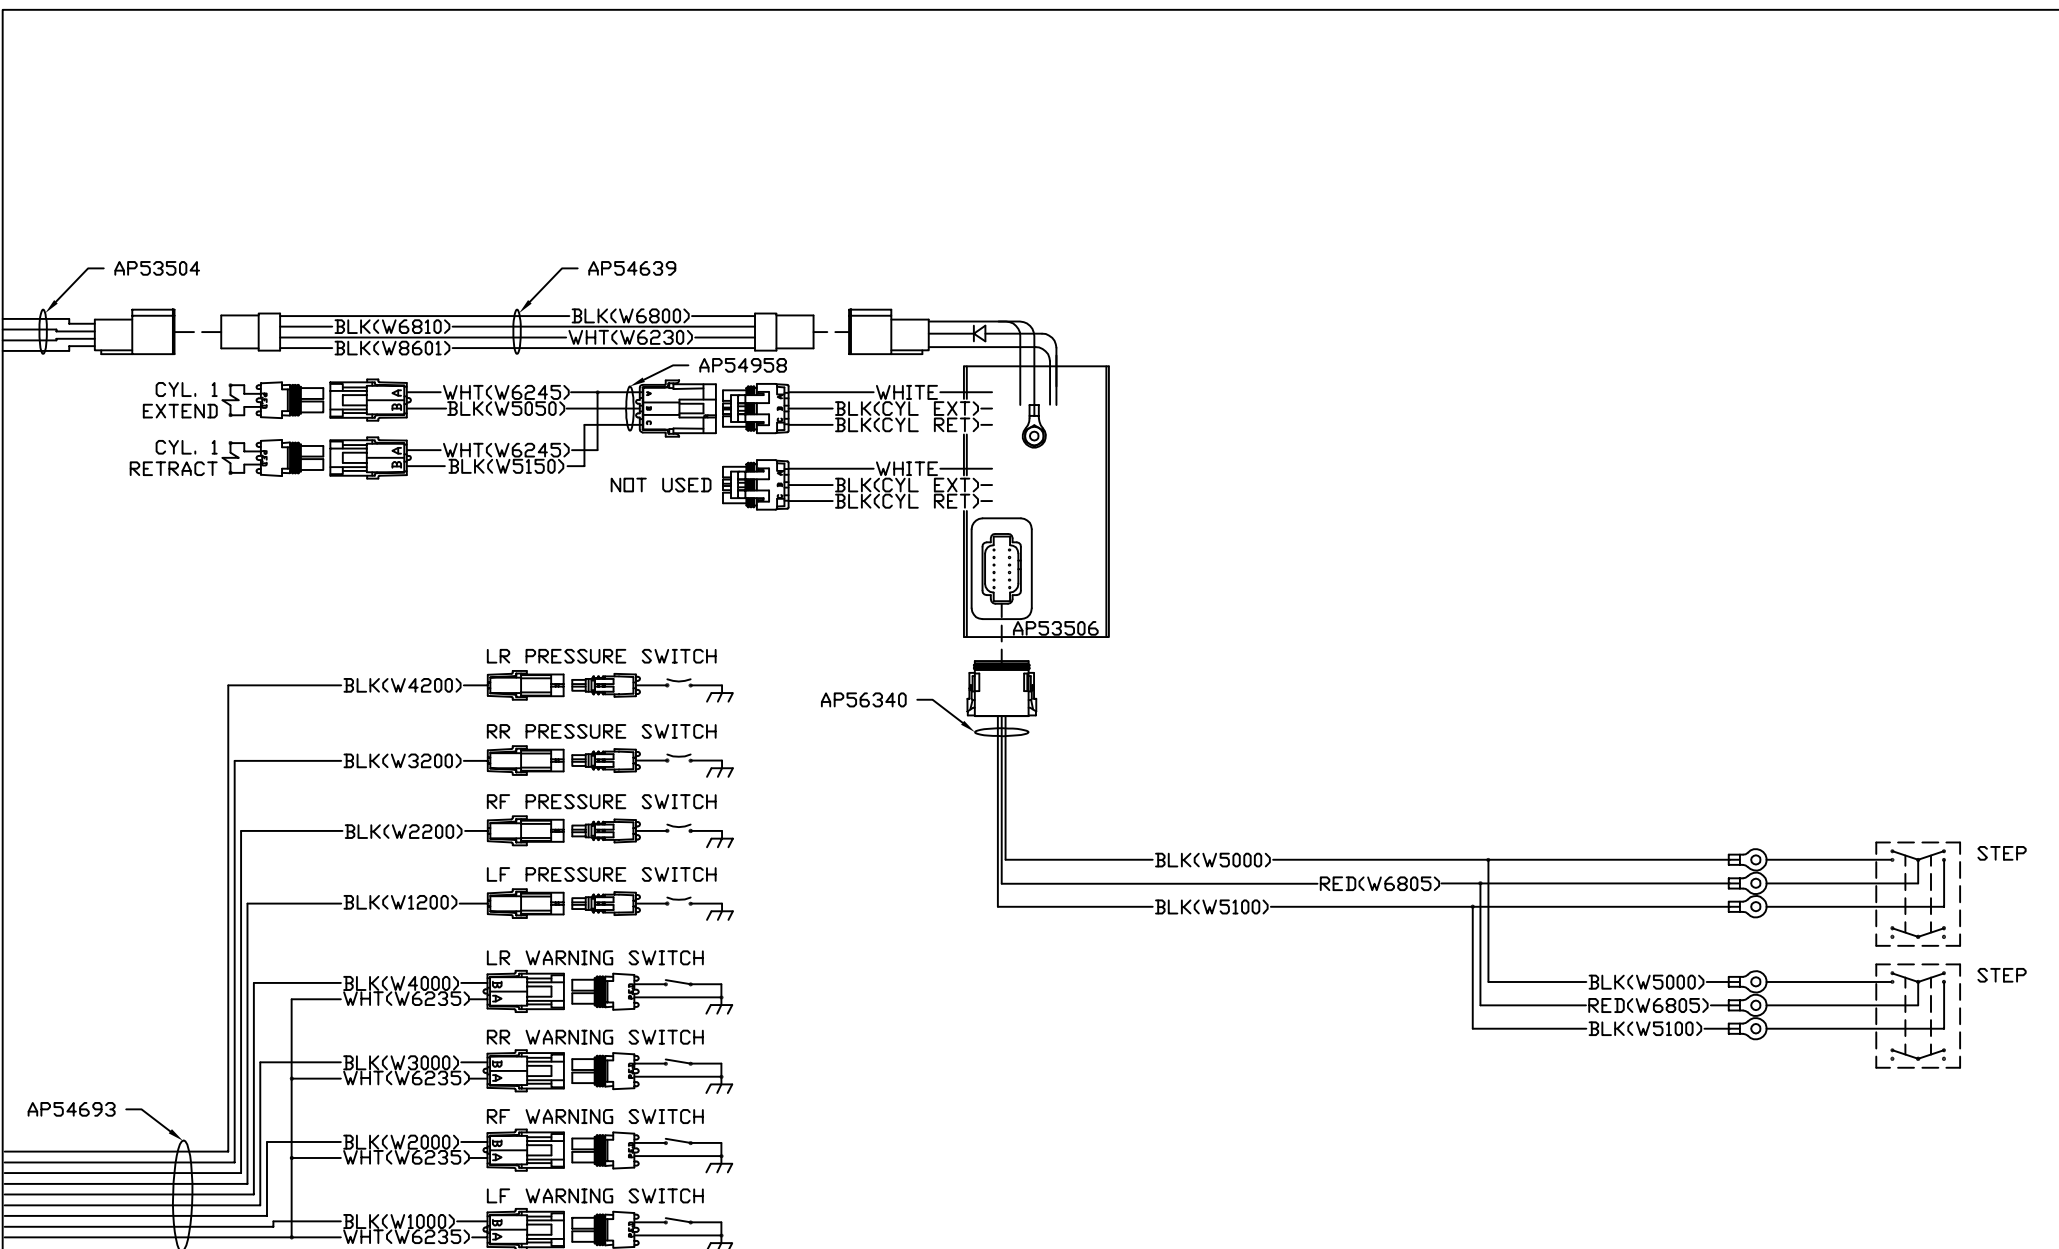 AP53504
AP54639
BLK(W6800)
BLK(W6810)
WHT(W6230)
BLK(W8601)
AP54958
CYL. 1
EXTEND
A
B
WHT(W6245)
BLK(W5050)
A
B
C
WHITE
BLK(CYL EXT)
BLK(CYL RET)
CYL. 1
RETRACT
A
B
WHT(W6245)
BLK(W5150)
NOT USED
WHITE
BLK(CYL EXT)
BLK(CYL RET)
AP53506
LR PRESSURE SWITCH
BLK(W4200)
AP56340
RR PRESSURE SWITCH
BLK(W3200)
RF PRESSURE SWITCH
BLK(W2200)
LF PRESSURE SWITCH
BLK(W1200)
BLK(W5000)
STEP
RED(W6805)
BLK(W5100)
LR WARNING SWITCH
BLK(W4000)
B
WHT(W6235)
A
BLK(W5000)
STEP
RED(W6805)
BLK(W5100)
RR WARNING SWITCH
BLK(W3000)
B
WHT(W6235)
A
AP54693
RF WARNING SWITCH
BLK(W2000)
B
WHT(W6235)
A
LF WARNING SWITCH
BLK(W1000)
B
WHT(W6235)
A